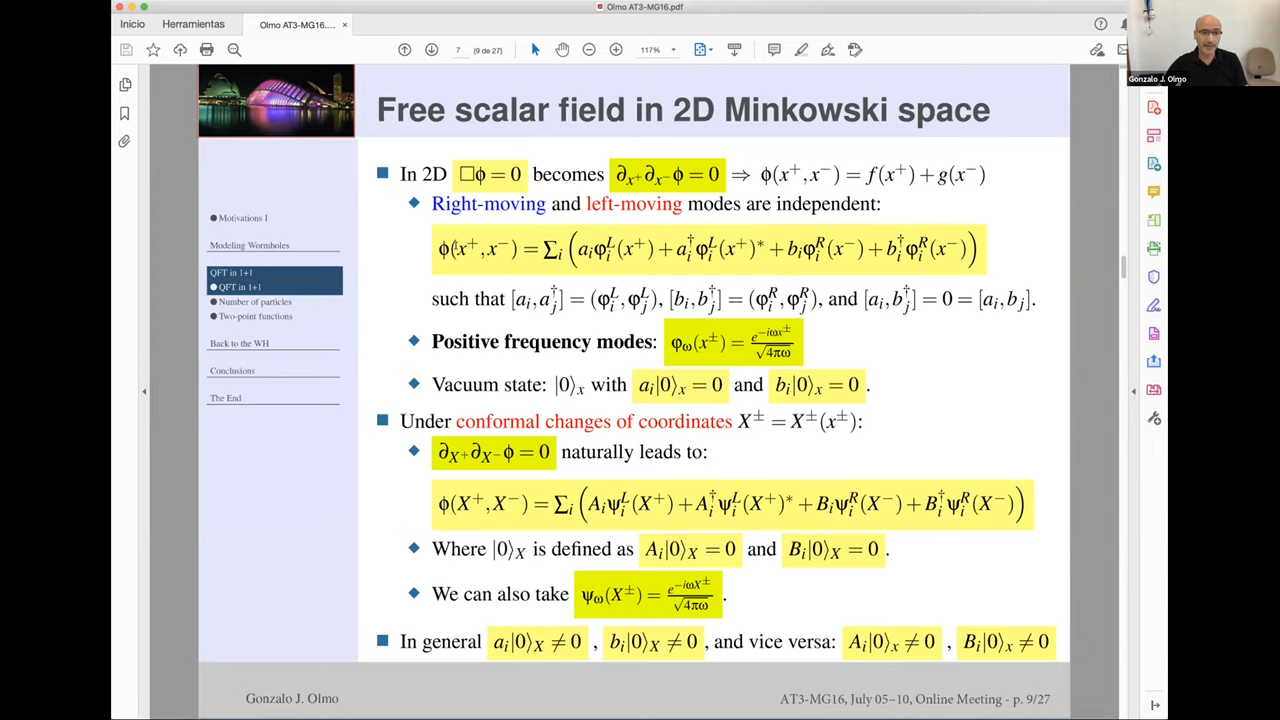 Olmo AT3-MG16.pdf
Inicio
Herramientas
Olmo AT3-MG16....
×
7
(9 de 27)
117%
Gonzalo J. Olmo
Free scalar field in 2D Minkowski space
■ In 2D □ϕ = 0 becomes ∂ₓ₊∂ₓ₋ϕ = 0 ⇒ ϕ(x⁺, x⁻) = f(x⁺) + g(x⁻)
◆ Right-moving and left-moving modes are independent:
ϕ(x⁺, x⁻) = ∑ᵢ (aᵢφᵢᴸ(x⁺) + aᵢ†φᵢᴸ(x⁺)* + bᵢφᵢᴿ(x⁻) + bᵢ†φᵢᴿ(x⁻))
such that [aᵢ, aⱼ†] = (φᵢᴸ, φⱼᴸ), [bᵢ, bⱼ†] = (φᵢᴿ, φⱼᴿ), and [aᵢ, bⱼ†] = 0 = [aᵢ, bⱼ].
◆ Positive frequency modes: φ_ω(x^±) = e^{−iωx^±}/√4πω
◆ Vacuum state: |0⟩ₓ with aᵢ|0⟩ₓ = 0 and bᵢ|0⟩ₓ = 0 .
■ Under conformal changes of coordinates X^± = X^±(x^±):
◆ ∂_{X⁺}∂_{X⁻}ϕ = 0 naturally leads to:
ϕ(X⁺, X⁻) = ∑ᵢ (Aᵢψᵢᴸ(X⁺) + Aᵢ†ψᵢᴸ(X⁺)* + Bᵢψᵢᴿ(X⁻) + Bᵢ†ψᵢᴿ(X⁻))
◆ Where |0⟩_X is defined as Aᵢ|0⟩_X = 0 and Bᵢ|0⟩_X = 0 .
◆ We can also take ψ_ω(X^±) = e^{−iωX^±}/√4πω .
■ In general aᵢ|0⟩_X ≠ 0 , bᵢ|0⟩_X ≠ 0 , and vice versa: Aᵢ|0⟩ₓ ≠ 0 , Bᵢ|0⟩ₓ ≠ 0
● Motivations I
Modeling Wormholes
QFT in 1+1
● QFT in 1+1
● Number of particles
● Two-point functions
Back to the WH
Conclusions
The End
Gonzalo J. Olmo
AT3-MG16, July 05–10, Online Meeting - p. 9/27